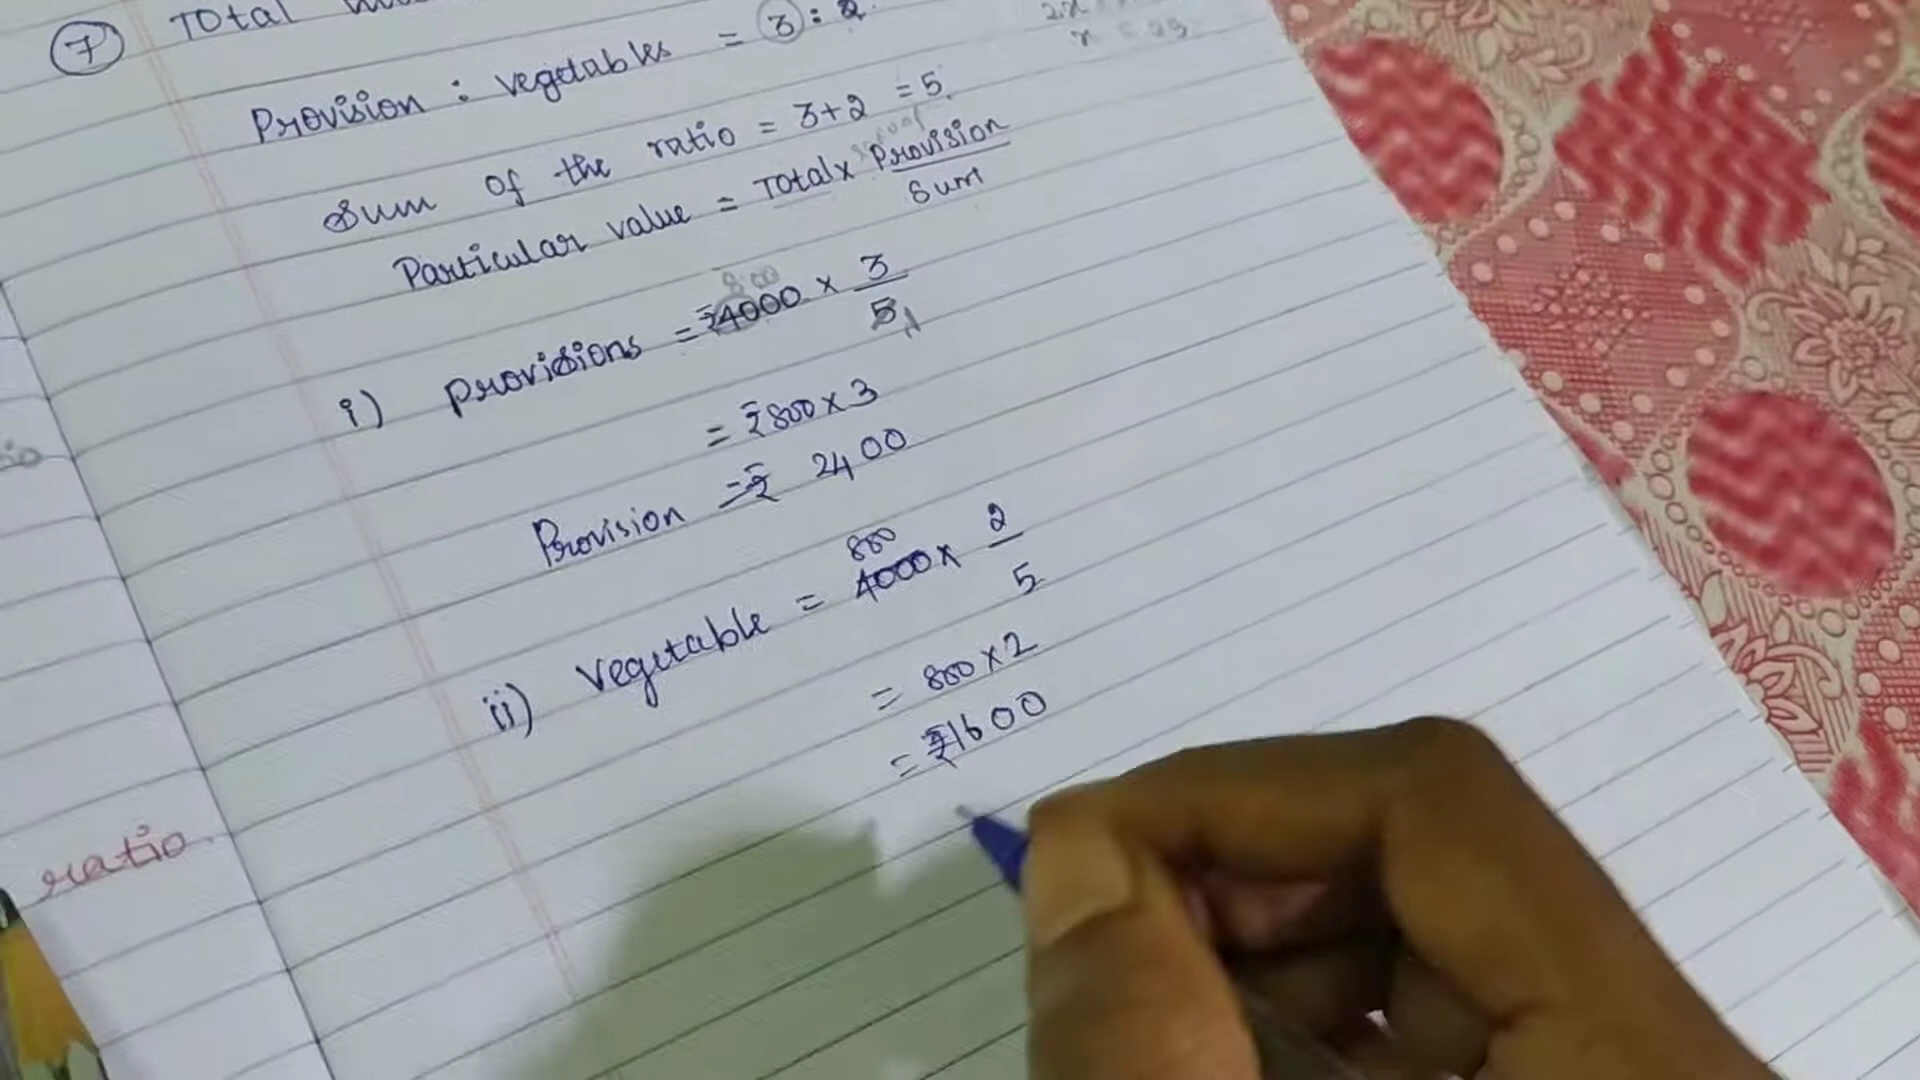 7 Total
Provision : vegetables = 3 : 2
Sum of the ratio = 3+2 = 5.
Particular value = Total x Provision / Sum
800
i) provisions = ₹4000 x 3/5 1
= ₹800 x 3
Provision = ₹ 2400
800
ii) vegetable = 4000 x 2/5
= 800 x 2
= ₹1600
ratio